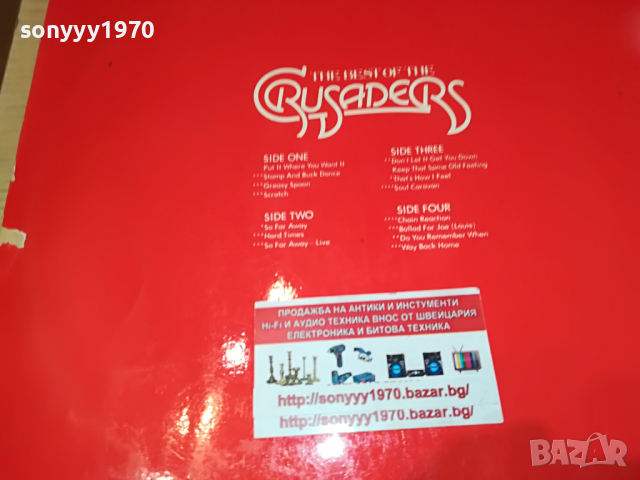 sonyyy1970
THE BEST OF THE
CRUSADERS
SIDE ONE
Put It Where You Want It
***Stomp And Buck Dance
***Greasy Spoon
***Scratch
SIDE TWO
*So Far Away
**Hard Times
***So Far Away – Live
SIDE THREE
**Don't Let It Get You Down
Keep That Same Old Feeling
*That's How I Feel
****Soul Caravan
SIDE FOUR
****Chain Reaction
*****Ballad For Joe (Louis)
**Do You Remember When
***Way Back Home
ПРОДАЖБА НА АНТИКИ И ИНСТУМЕНТИ
Hi-Fi И АУДИО ТЕХНИКА ВНОС ОТ ШВЕЙЦАРИЯ
ЕЛЕКТРОНИКА И БИТОВА ТЕХНИКА
http://sonyyy1970.bazar.bg/
http://sonyyy1970.bazar.bg/
sonyyy1970
BAZAR